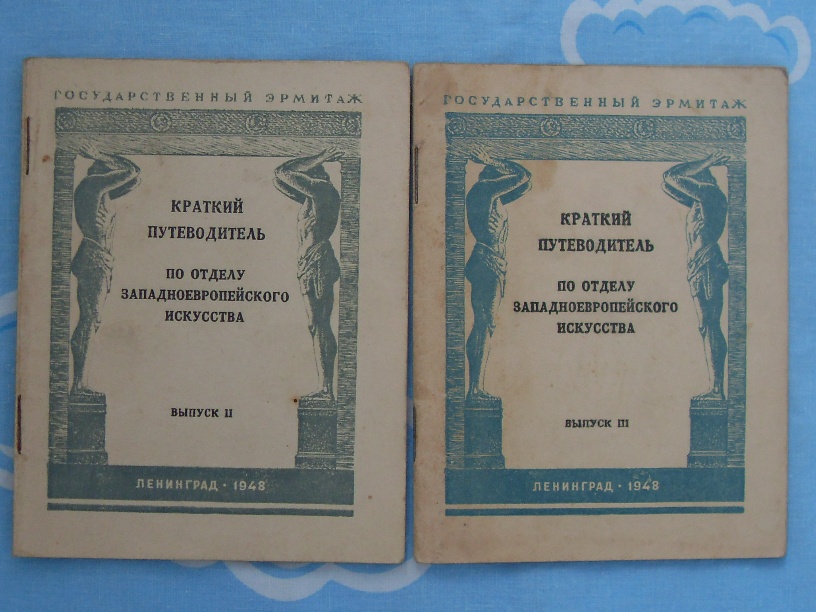 ГОСУДАРСТВЕННЫЙ ЭРМИТАЖ
КРАТКИЙ
ПУТЕВОДИТЕЛЬ
ПО ОТДЕЛУ
ЗАПАДНОЕВРОПЕЙСКОГО
ИСКУССТВА
ВЫПУСК II
ЛЕНИНГРАД · 1948
ГОСУДАРСТВЕННЫЙ ЭРМИТАЖ
КРАТКИЙ
ПУТЕВОДИТЕЛЬ
ПО ОТДЕЛУ
ЗАПАДНОЕВРОПЕЙСКОГО
ИСКУССТВА
ВЫПУСК III
ЛЕНИНГРАД · 1948